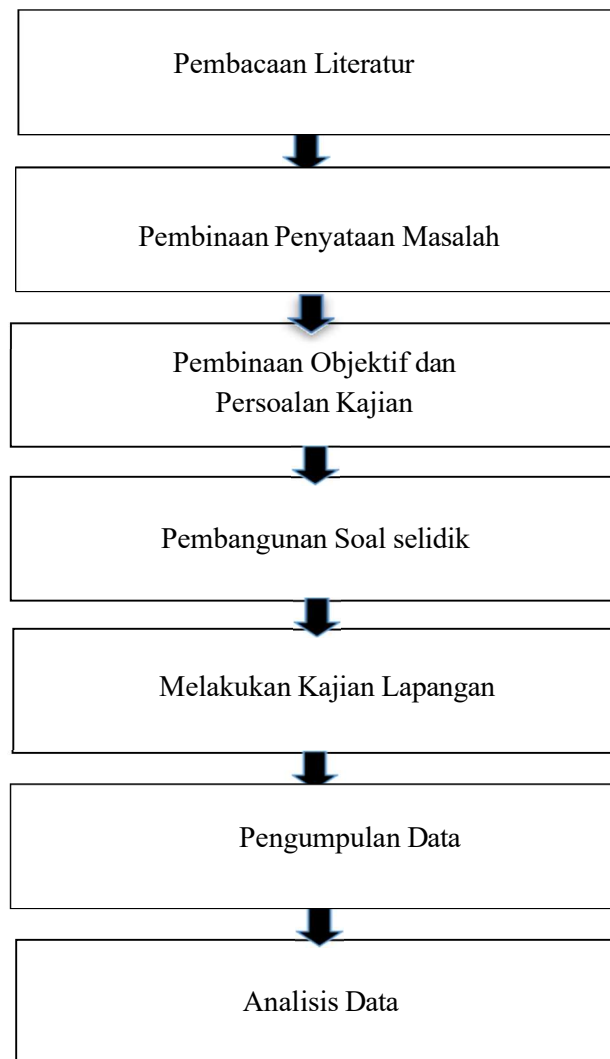 Pembacaan Literatur
Pembinaan Penyataan Masalah
Pembinaan Objektif dan
Persoalan Kajian
Pembangunan Soal selidik
Melakukan Kajian Lapangan
Pengumpulan Data
Analisis Data